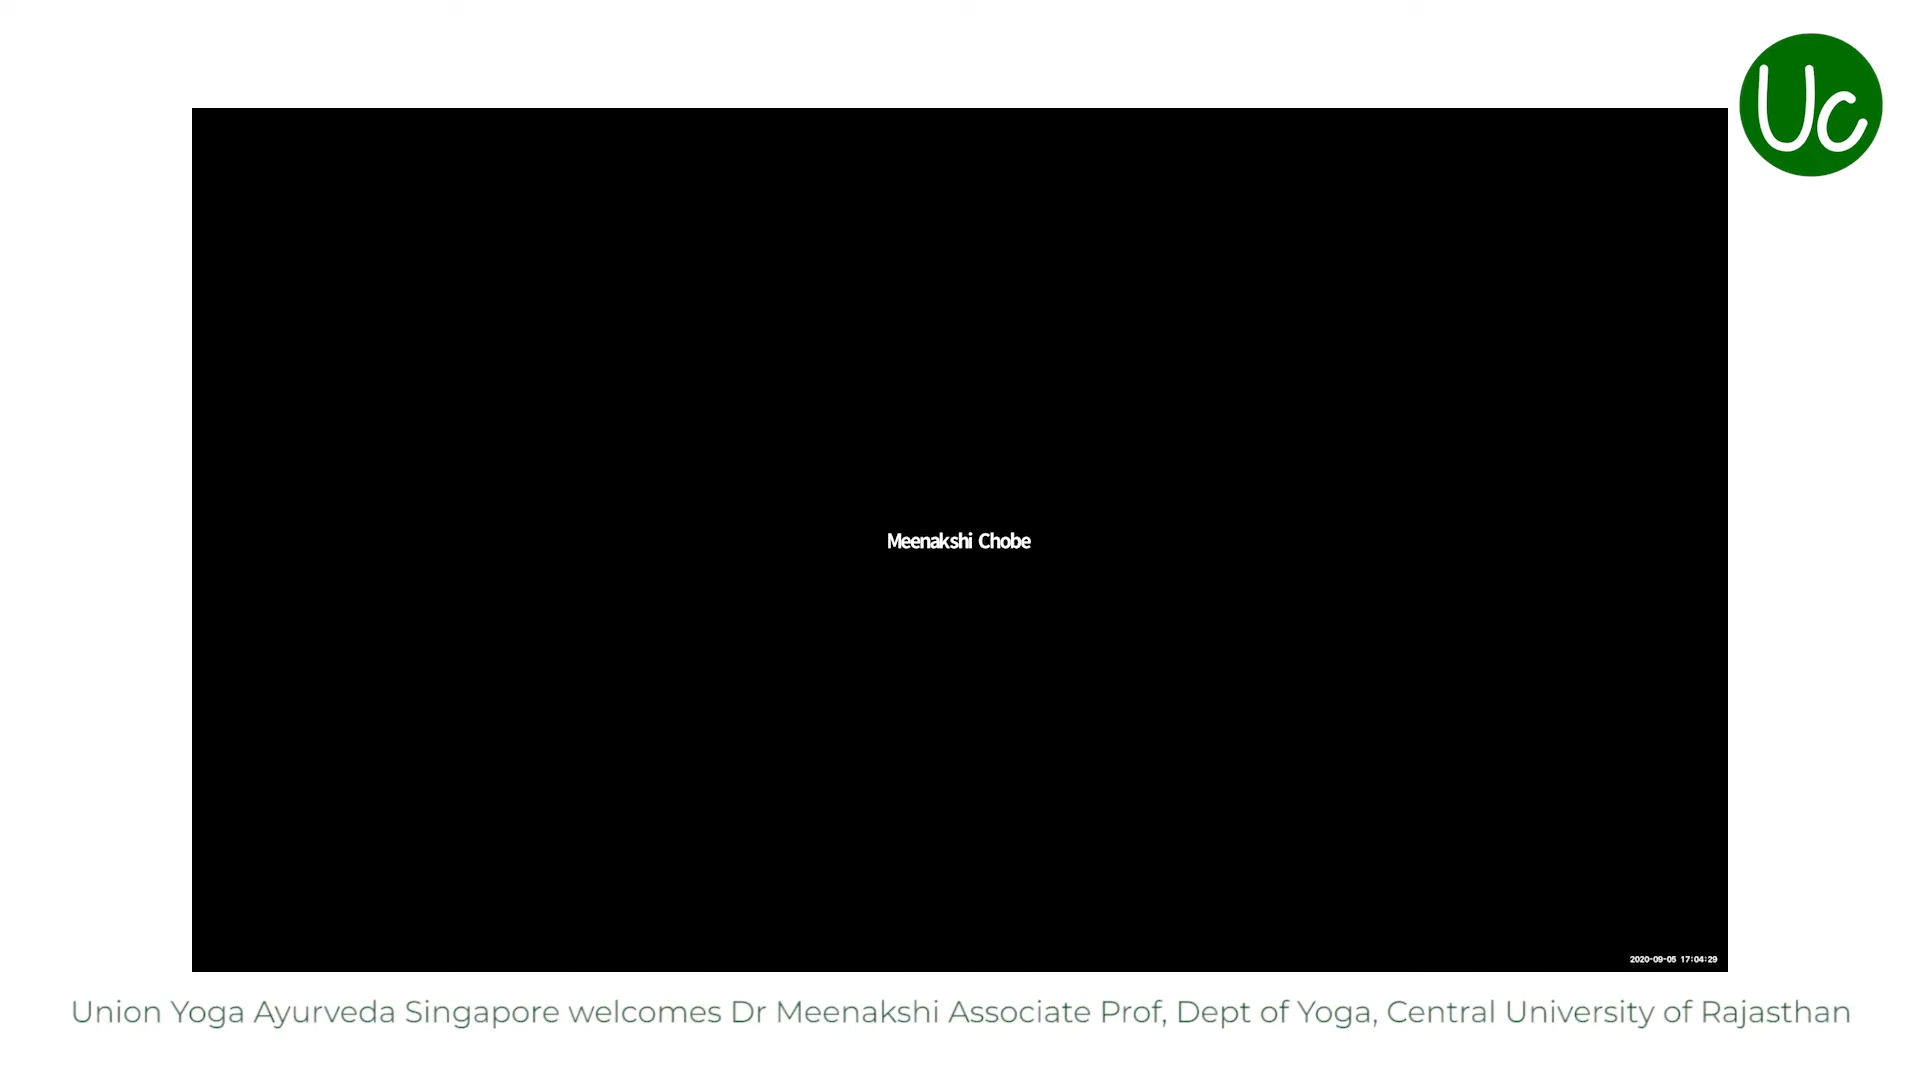 Uc
Meenakshi Chobe
2020-09-05 17:04:29
Union Yoga Ayurveda Singapore welcomes Dr Meenakshi Associate Prof, Dept of Yoga, Central University of Rajasthan